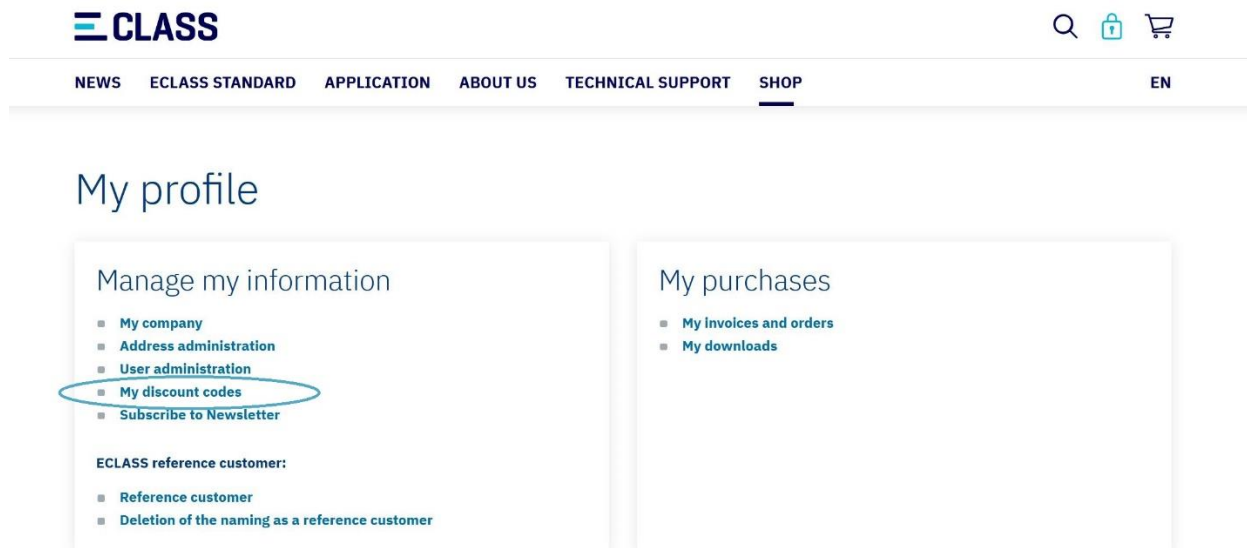 ECLASS
NEWS ECLASS STANDARD APPLICATION ABOUT US TECHNICAL SUPPORT SHOP EN
My profile
Manage my information
My company
Address administration
User administration
My discount codes
Subscribe to Newsletter
ECLASS reference customer:
Reference customer
Deletion of the naming as a reference customer
My purchases
My invoices and orders
My downloads